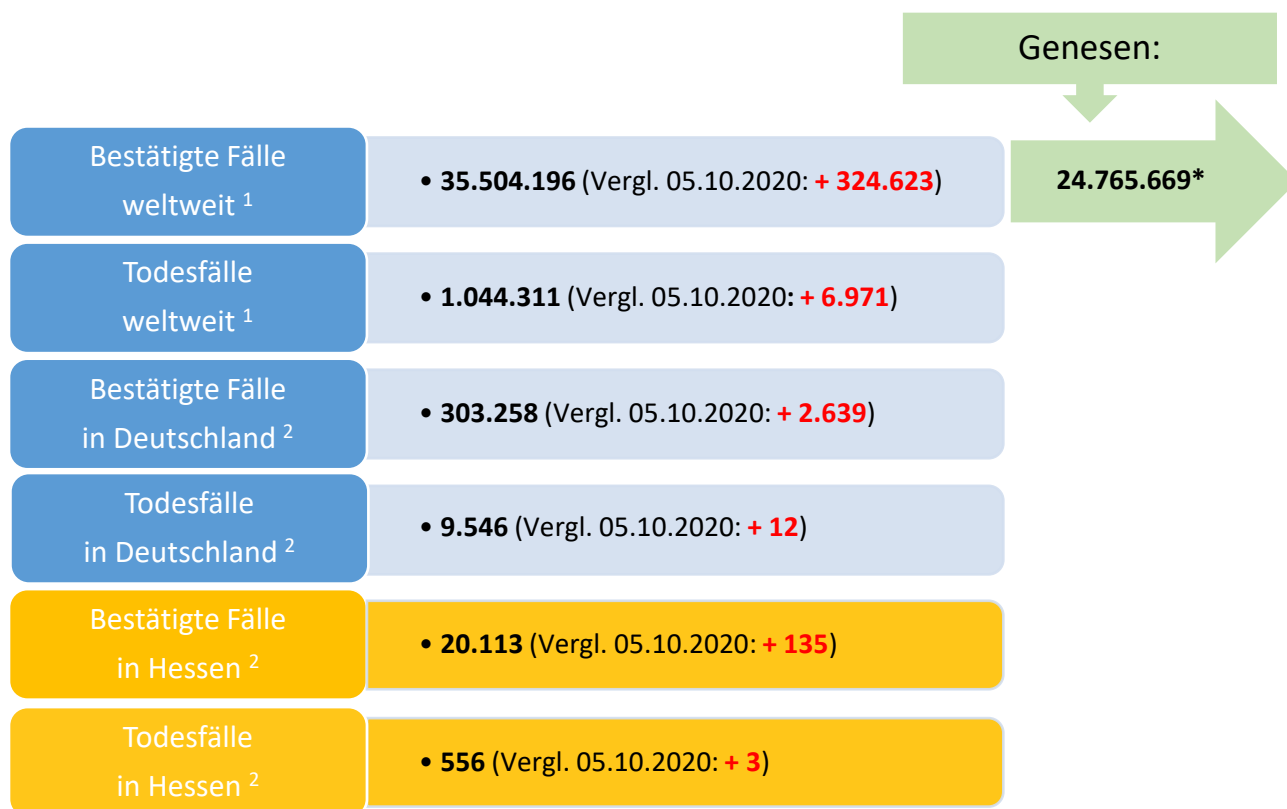 Genesen:
Bestätigte Fälle
weltweit ¹
• 35.504.196 (Vergl. 05.10.2020: + 324.623)
24.765.669*
Todesfälle
weltweit ¹
• 1.044.311 (Vergl. 05.10.2020: + 6.971)
Bestätigte Fälle
in Deutschland ²
• 303.258 (Vergl. 05.10.2020: + 2.639)
Todesfälle
in Deutschland ²
• 9.546 (Vergl. 05.10.2020: + 12)
Bestätigte Fälle
in Hessen ²
• 20.113 (Vergl. 05.10.2020: + 135)
Todesfälle
in Hessen ²
• 556 (Vergl. 05.10.2020: + 3)